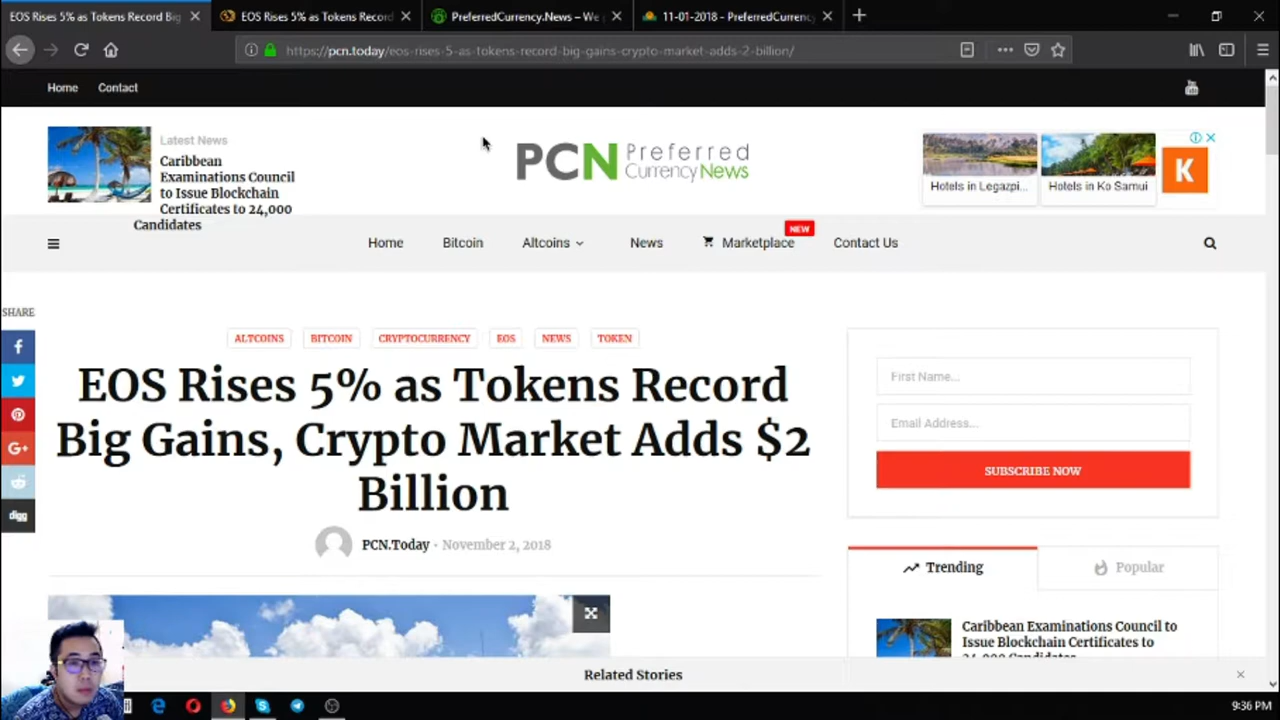 EOS Rises 5% as Tokens Record Big
EOS Rises 5% as Tokens Record
PreferredCurrency.News – We
11-01-2018 - PreferredCurrency
https://pcn.today/eos-rises-5-as-tokens-record-big-gains-crypto-market-adds-2-billion/
Home Contact
Latest News
Caribbean
Examinations Council
to Issue Blockchain
Certificates to 24,000
Candidates
PCN Preferred
Currency News
Hotels in Legazpi...
Hotels in Ko Samui
K
Home Bitcoin Altcoins News Marketplace NEW Contact Us
SHARE
ALTCOINS BITCOIN CRYPTOCURRENCY EOS NEWS TOKEN
EOS Rises 5% as Tokens Record
Big Gains, Crypto Market Adds $2
Billion
PCN.Today • November 2, 2018
f
G+
digg
First Name...
Email Address...
SUBSCRIBE NOW
Trending Popular
Caribbean Examinations Council to
Issue Blockchain Certificates to
24,000 Candidates
Related Stories
9:36 PM